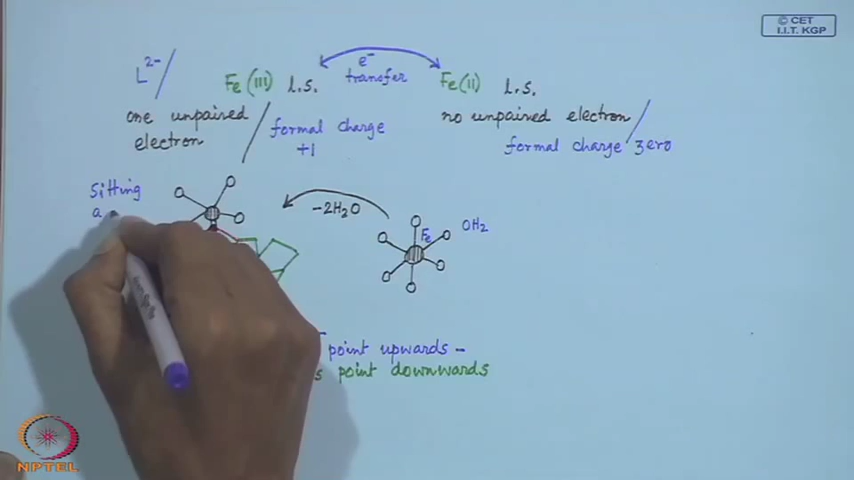 © CET
I.I.T. KGP
L²⁻/
Fe(III) l.s.
e⁻
transfer
Fe(II) l.s.
one unpaired
electron
formal charge
+1
no unpaired electron
formal charge zero
Sitting
a
-2H₂O
Fe
OH₂
point upwards -
s point downwards
NPTEL